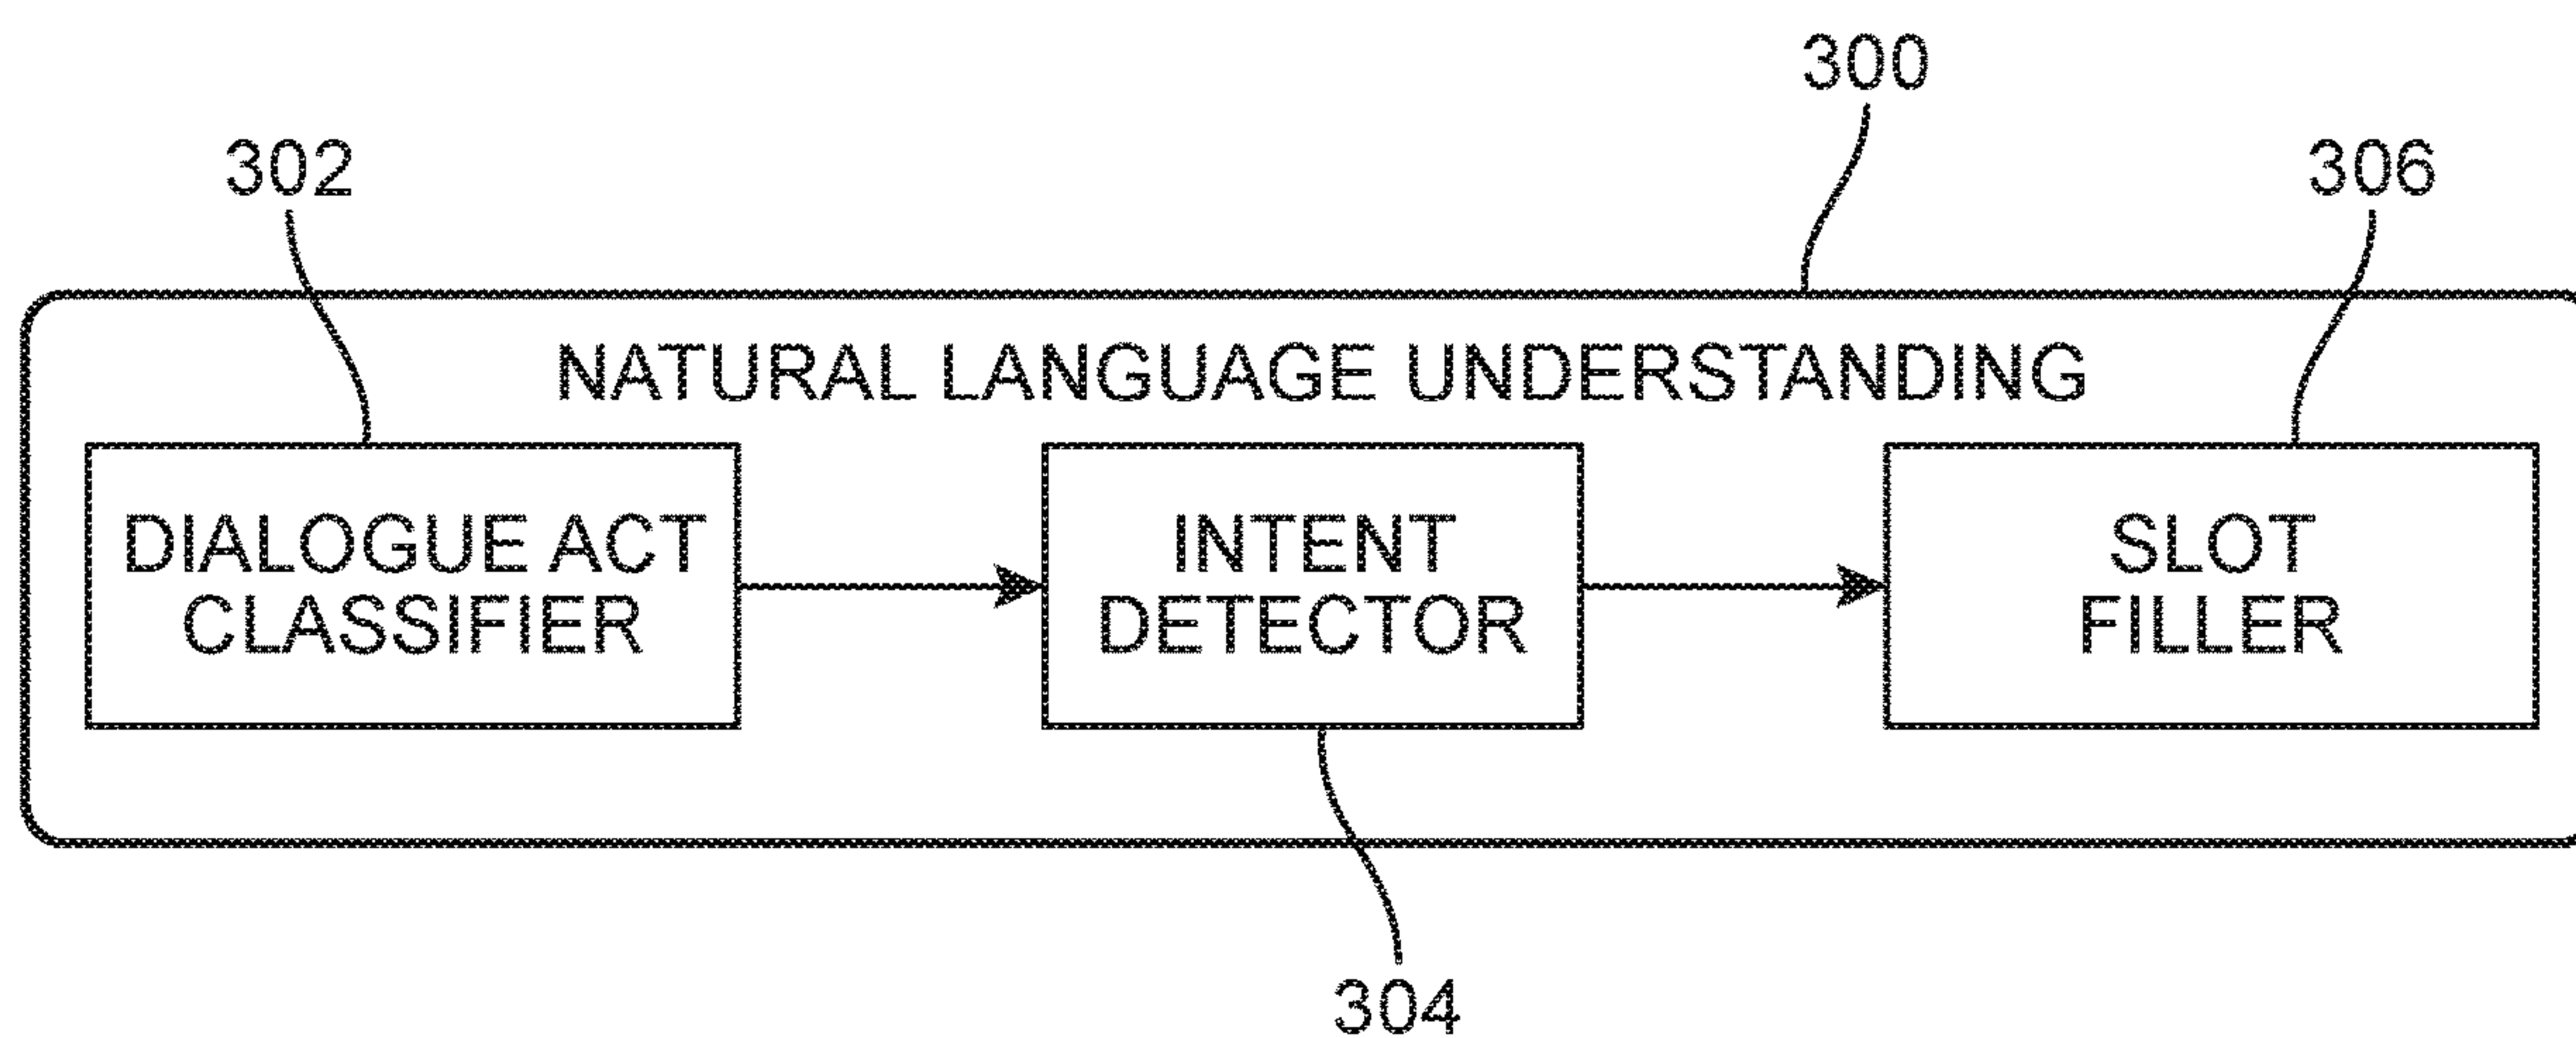 300
302
306
NATURAL LANGUAGE UNDERSTANDING
DIALOGUE ACT
CLASSIFIER
INTENT
DETECTOR
SLOT
FILLER
304